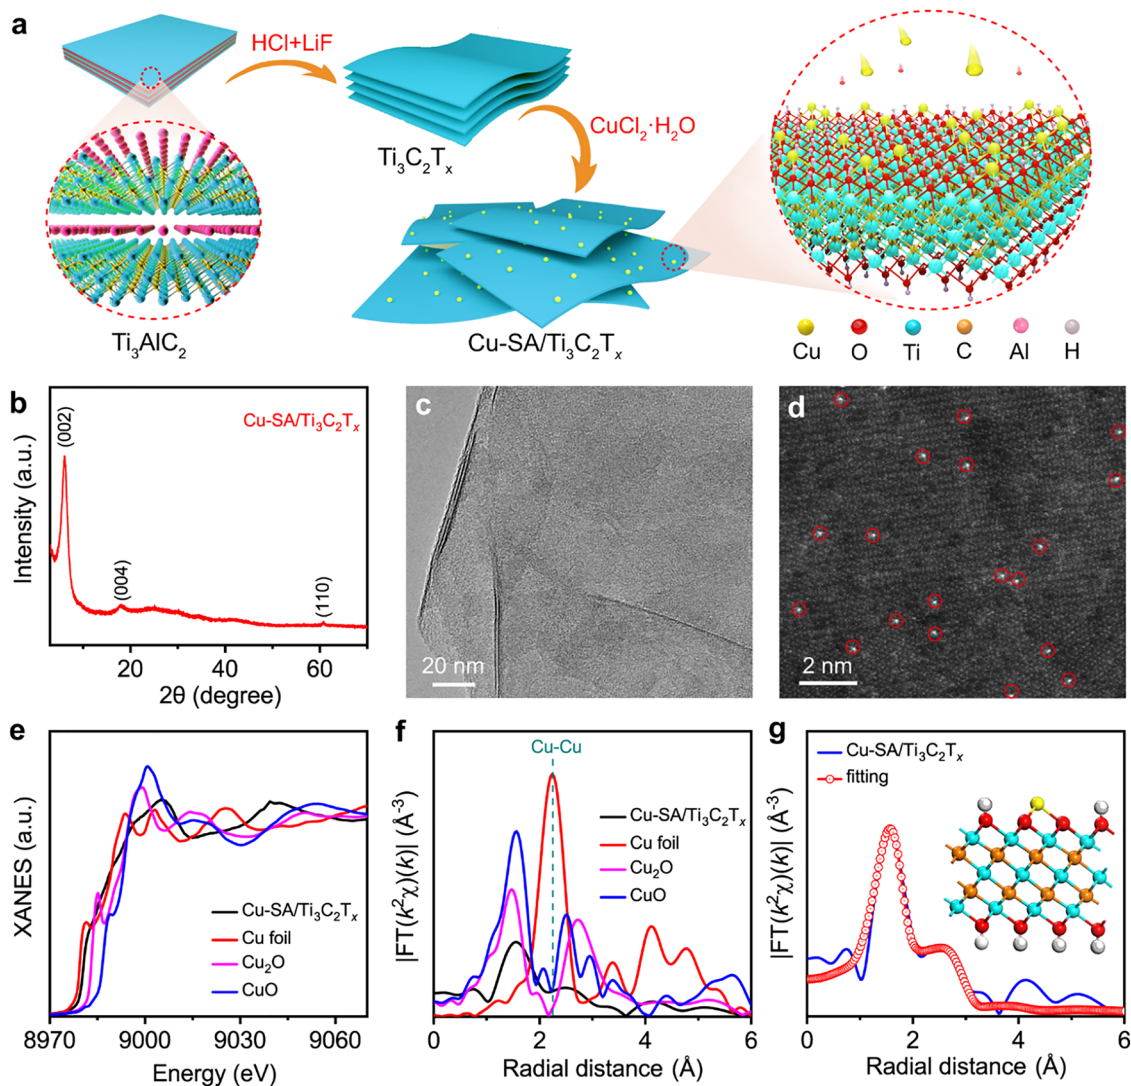 a
HCl+LiF
Ti₃C₂Tₓ
CuCl₂·H₂O
Ti₃AlC₂
Cu-SA/Ti₃C₂Tₓ
Cu O Ti C Al H
b
Cu-SA/Ti₃C₂Tₓ
(002)
(004)
(110)
Intensity (a.u.)
20 40 60
2θ (degree)
c
20 nm
d
2 nm
e
XANES (a.u.)
Cu-SA/Ti₃C₂Tₓ
Cu foil
Cu₂O
CuO
8970 9000 9030 9060
Energy (eV)
f
Cu-Cu
|FT(k²χ)(k)| (Å⁻³)
Cu-SA/Ti₃C₂Tₓ
Cu foil
Cu₂O
CuO
0 2 4 6
Radial distance (Å)
g
Cu-SA/Ti₃C₂Tₓ
fitting
|FT(k²χ)(k)| (Å⁻³)
0 2 4 6
Radial distance (Å)